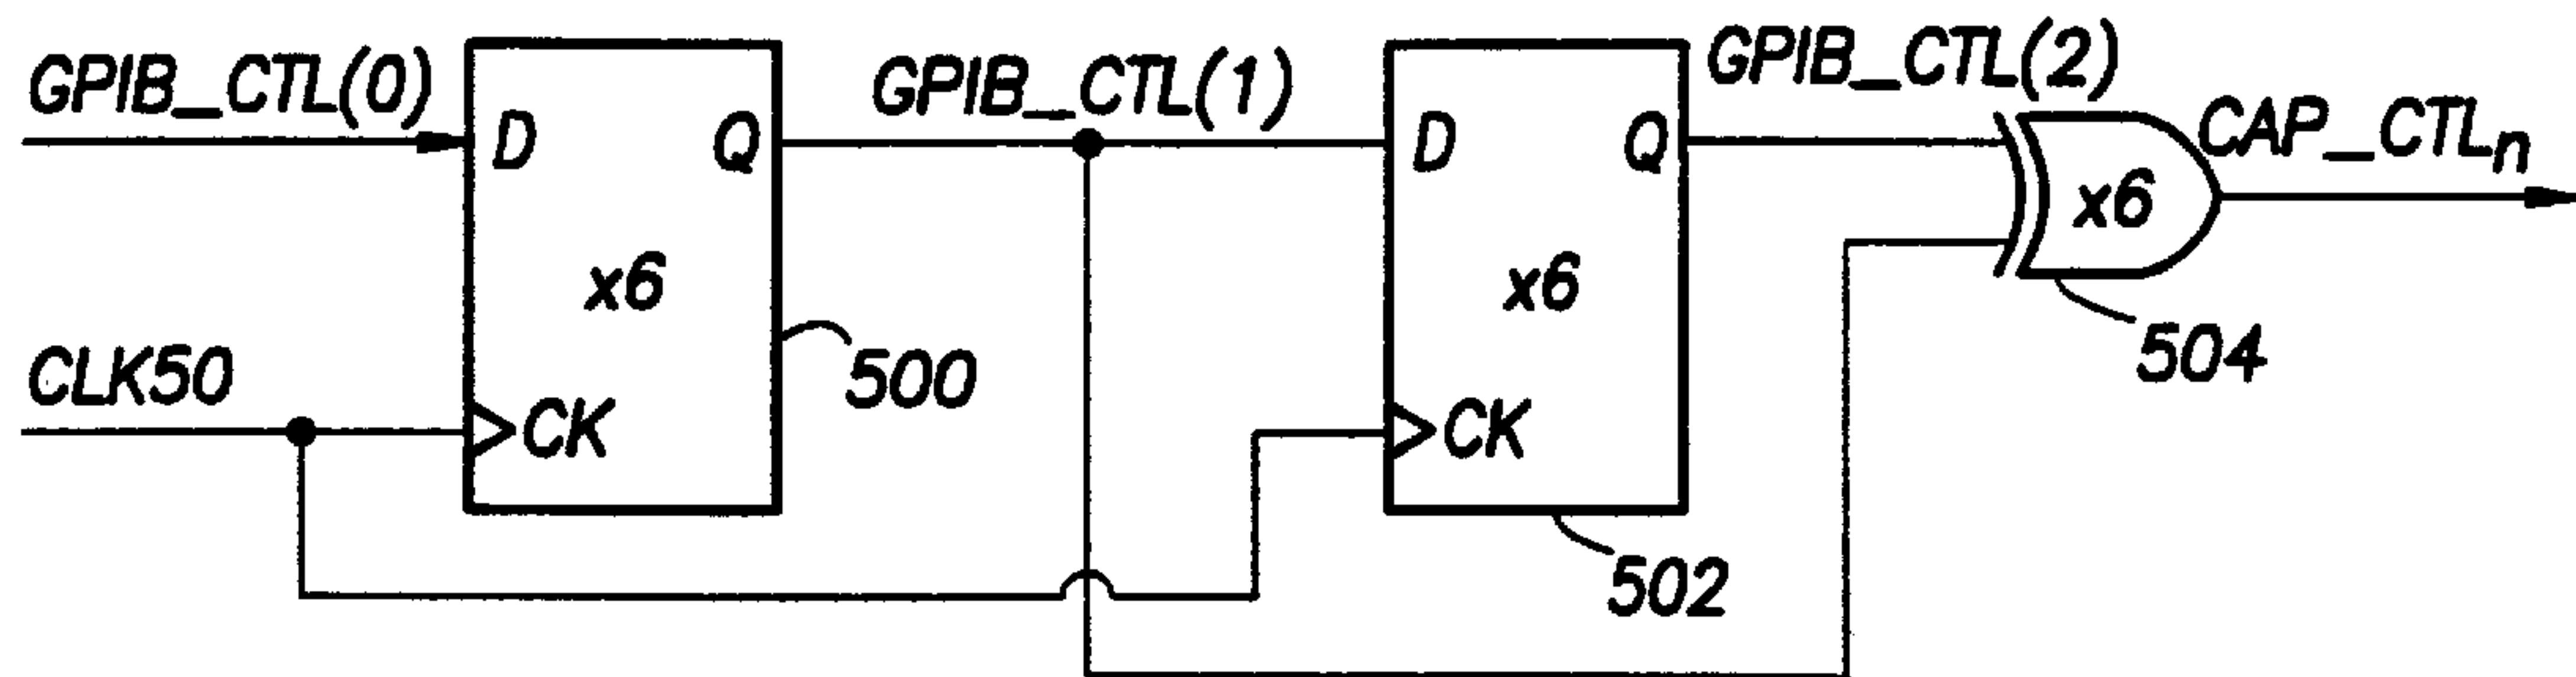 GPIB_CTL(0)
D
Q
x6
CK
500
CLK50
GPIB_CTL(1)
D
Q
x6
CK
502
GPIB_CTL(2)
x6
504
CAP_CTLn